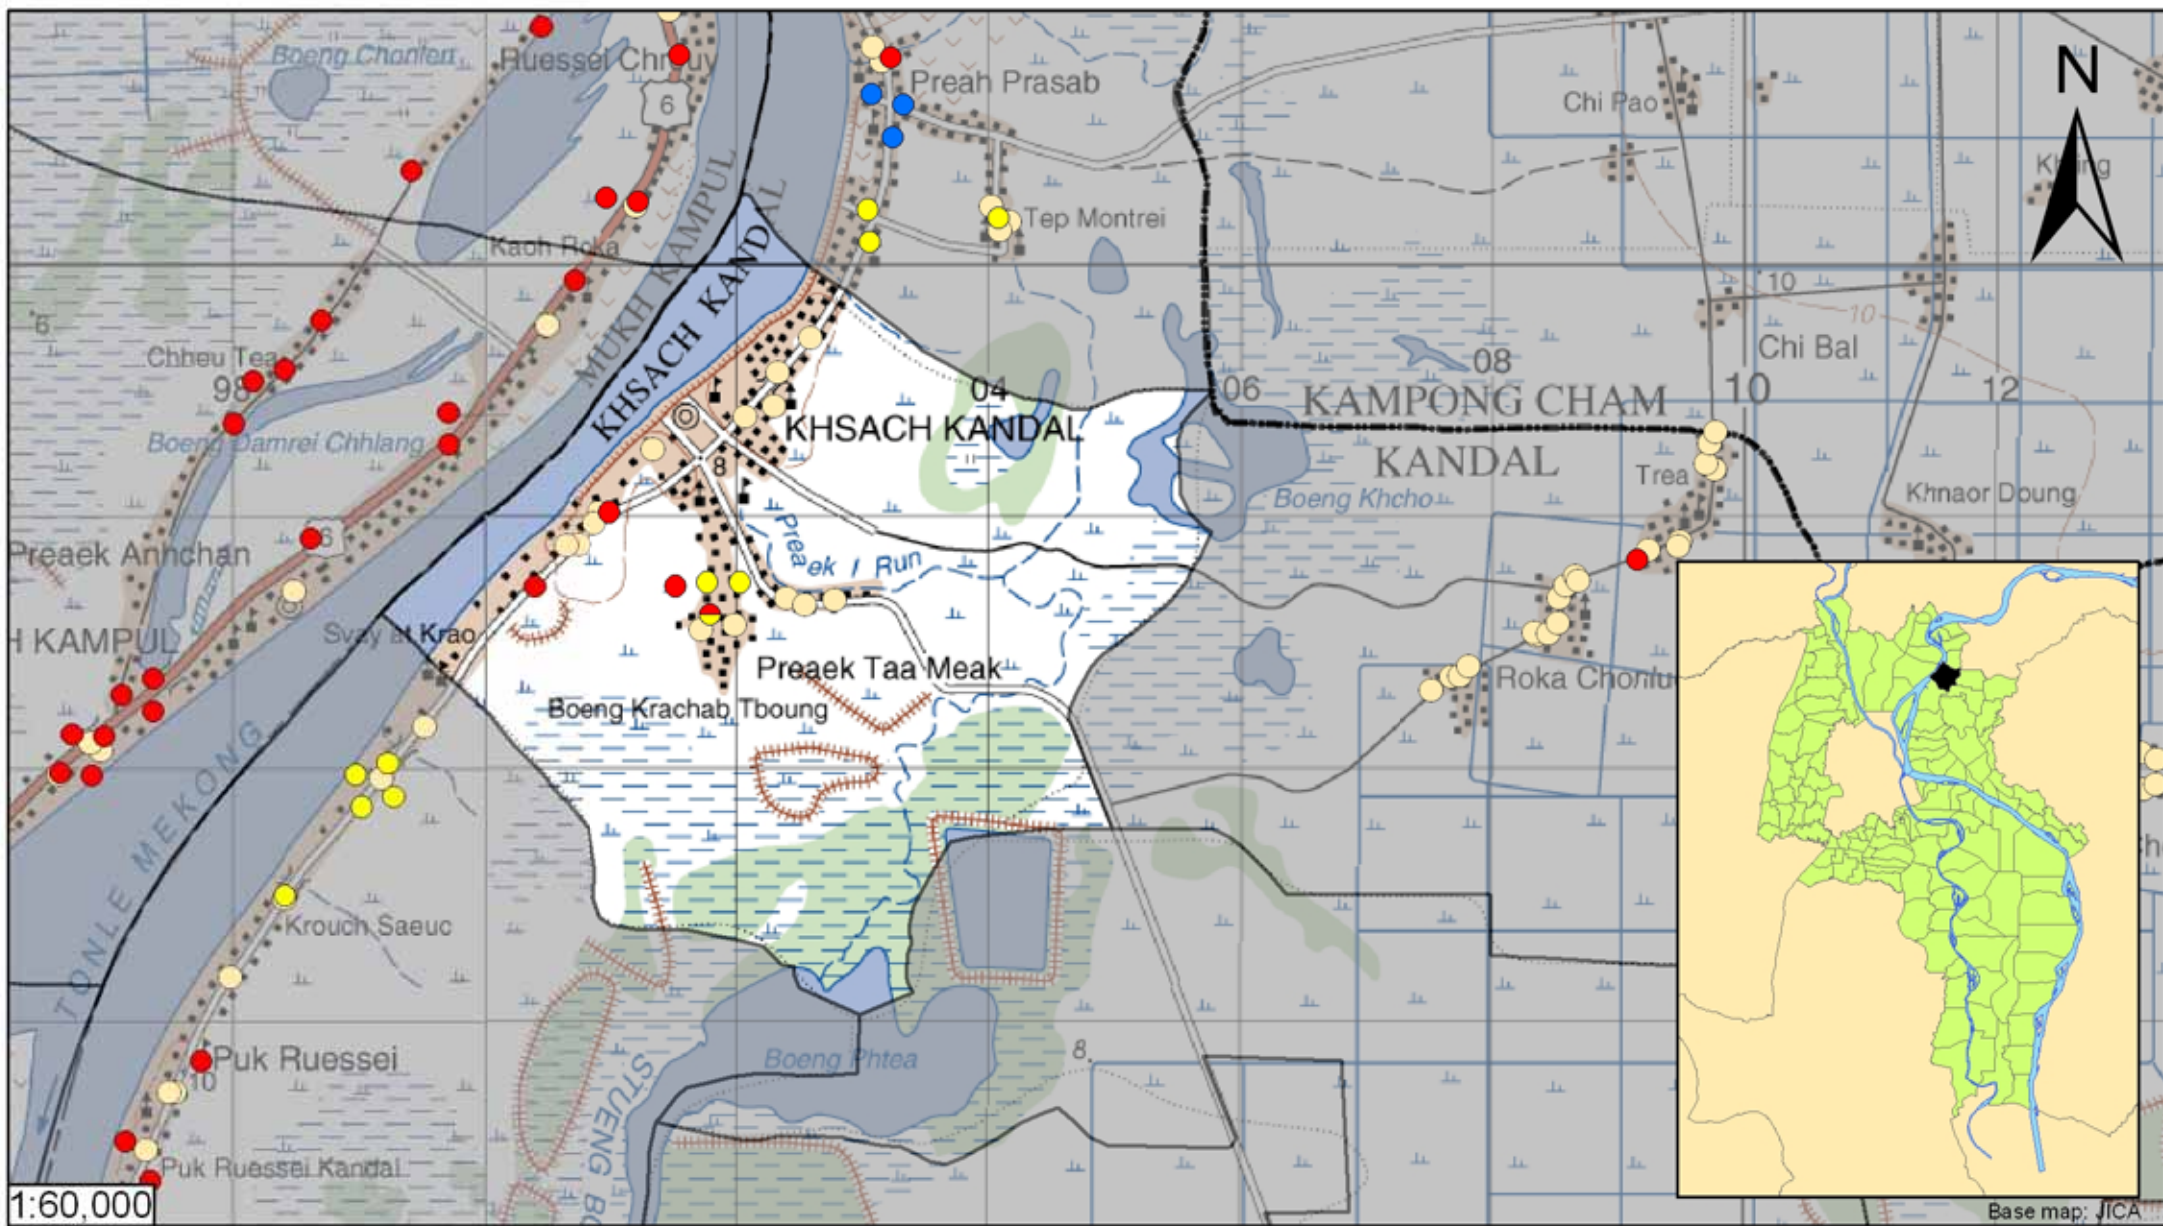 Boeng Chonlen
Ruessei Chrouv
6
Preah Prasab
Chi Pao
N
Khting
MUKH KAMPUL
KHSACH KANDAL
Tep Montrei
Kaoh Roka
6
10
10
Chheu Tea
98
04
08
06
10
12
Chi Bal
KAMPONG CHAM
KANDAL
Boeng Damrei Chhlang
KHSACH KANDAL
8
Trea
Boeng Khcho
Khnaor Doung
Preaek Anhchan
6
Preaek I Run
H KAMPUL
Svay at Krao
Preaek Taa Meak
Roka Chonlu
Boeng Krachab Tboung
TONLE MEKONG
Krouch Saeuc
Puk Ruessei
10
Boeng Phtea
8
STUENG BO
Puk Ruessei Kandal
1:60,000
Base map: JICA